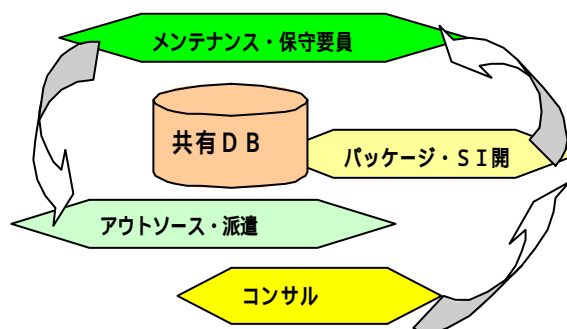 メンテナンス・保守要員
共有ＤＢ
パッケージ・ＳＩ開
アウトソース・派遣
コンサル